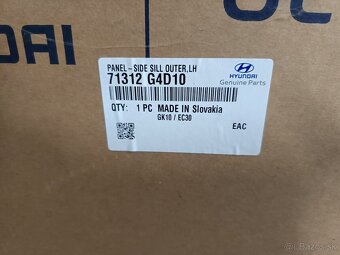 DAI
PANEL-SIDE SILL OUTER,LH
71312 G4D10
HYUNDAI
Genuine Parts
QTY: 1 PC MADE IN Slovakia
GK10 / EC30
EAC